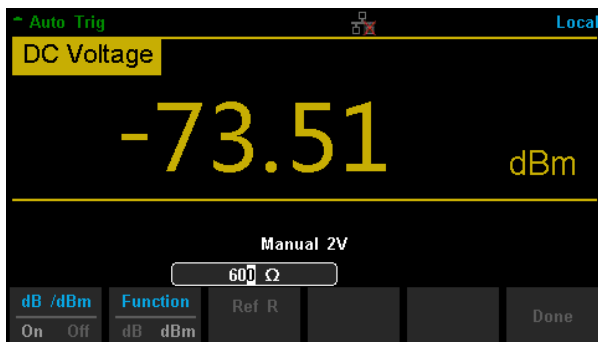 Auto Trig Local
DC Voltage
-73.51 dBm
Manual 2V
600 Ω
dB /dBm Function Ref R Done
On Off dB dBm